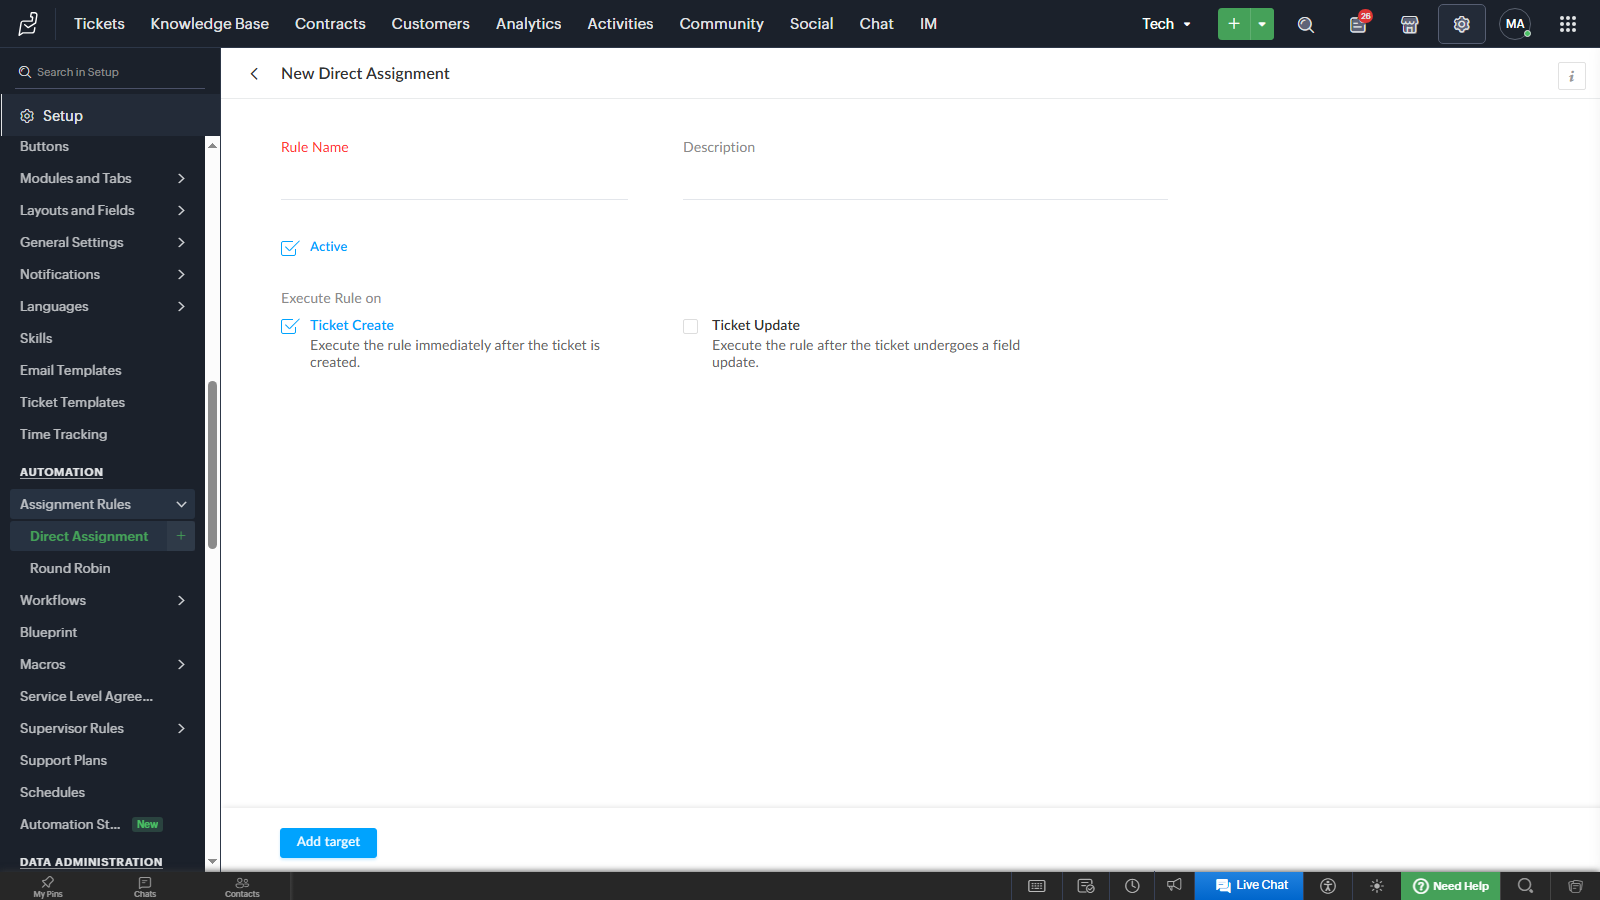 Tickets Knowledge Base Contracts Customers Analytics Activities Community Social Chat IM Tech + 26 MA
Search in Setup
New Direct Assignment
i
Setup
Buttons
Modules and Tabs
Layouts and Fields
General Settings
Notifications
Languages
Skills
Email Templates
Ticket Templates
Time Tracking
AUTOMATION
Assignment Rules
Direct Assignment +
Round Robin
Workflows
Blueprint
Macros
Service Level Agree...
Supervisor Rules
Support Plans
Schedules
Automation St... New
DATA ADMINISTRATION
Rule Name
Description
Active
Execute Rule on
Ticket Create
Execute the rule immediately after the ticket is
created.
Ticket Update
Execute the rule after the ticket undergoes a field
update.
Add target
My Pins Chats Contacts Live Chat Need Help